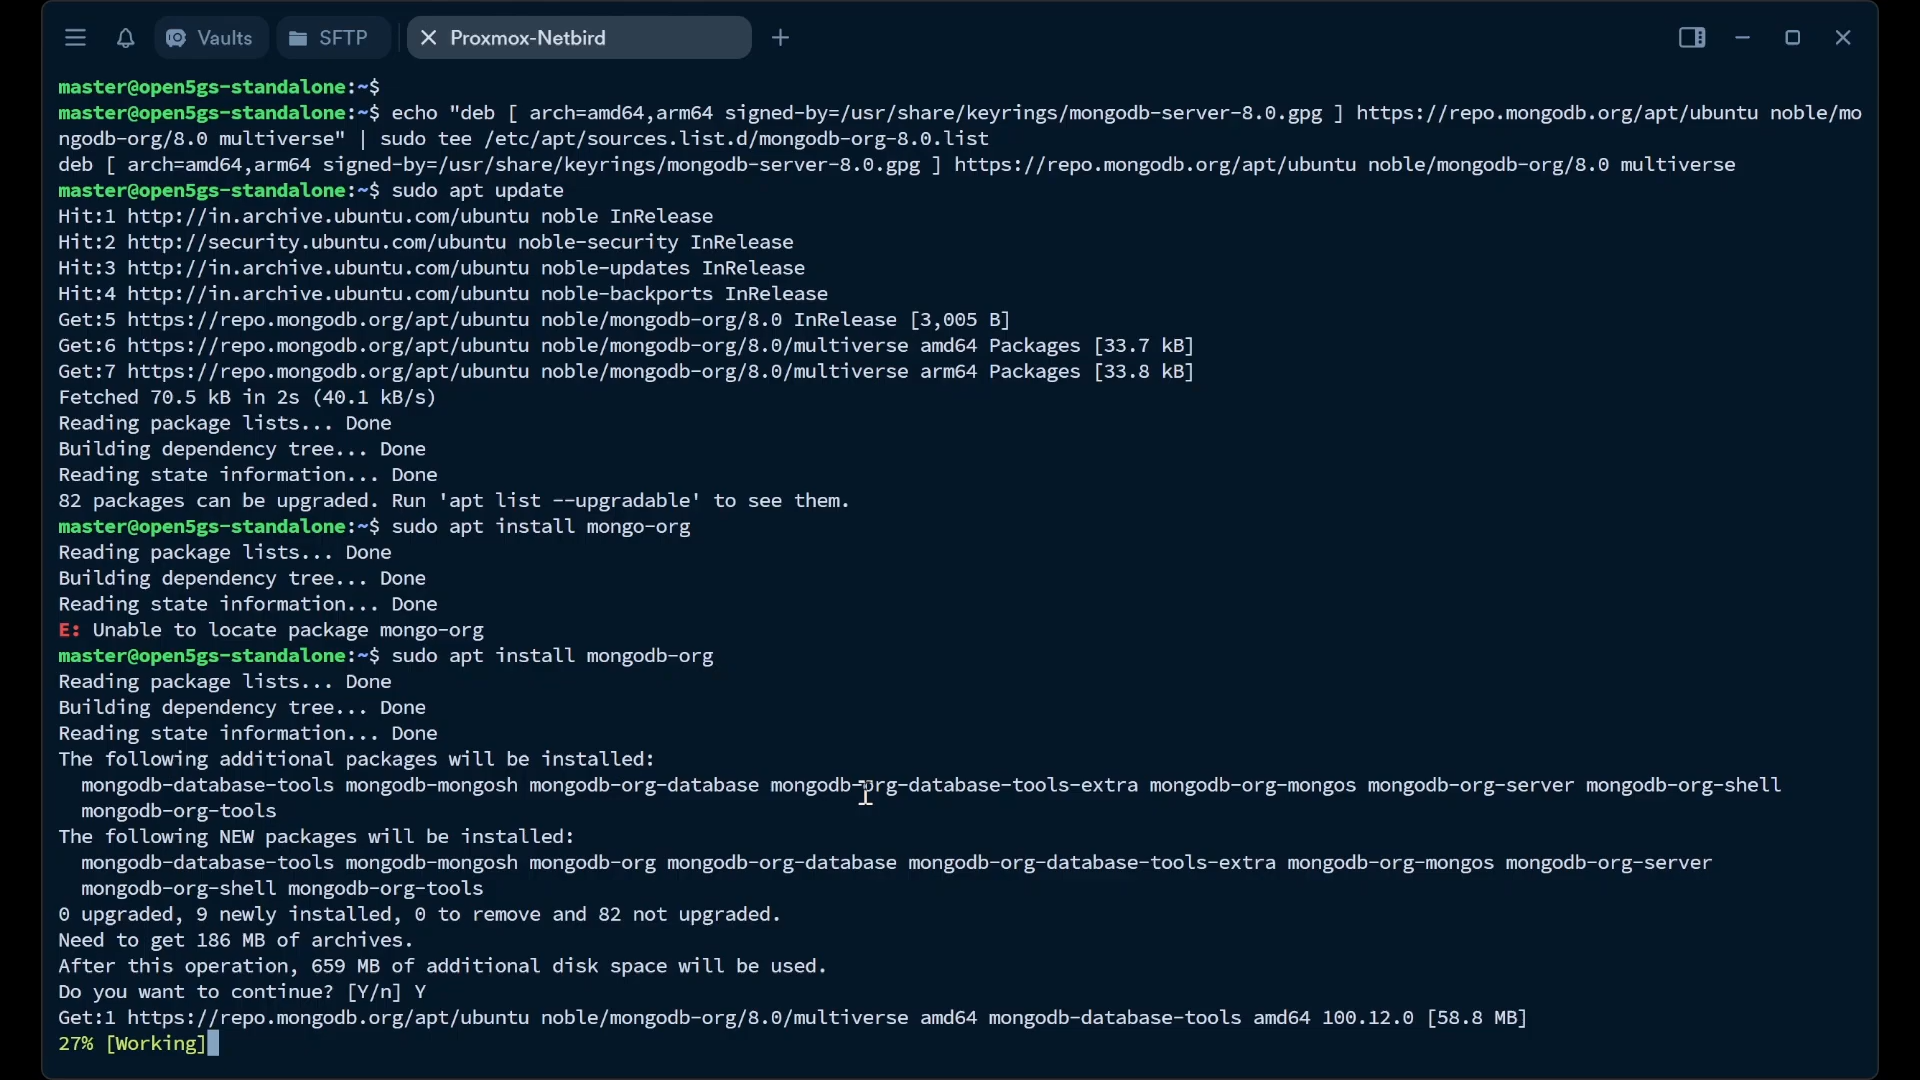 Vaults SFTP Proxmox-Netbird
master@open5gs-standalone:~$
master@open5gs-standalone:~$ echo "deb [ arch=amd64,arm64 signed-by=/usr/share/keyrings/mongodb-server-8.0.gpg ] https://repo.mongodb.org/apt/ubuntu noble/mo
ngodb-org/8.0 multiverse" | sudo tee /etc/apt/sources.list.d/mongodb-org-8.0.list
deb [ arch=amd64,arm64 signed-by=/usr/share/keyrings/mongodb-server-8.0.gpg ] https://repo.mongodb.org/apt/ubuntu noble/mongodb-org/8.0 multiverse
master@open5gs-standalone:~$ sudo apt update
Hit:1 http://in.archive.ubuntu.com/ubuntu noble InRelease
Hit:2 http://security.ubuntu.com/ubuntu noble-security InRelease
Hit:3 http://in.archive.ubuntu.com/ubuntu noble-updates InRelease
Hit:4 http://in.archive.ubuntu.com/ubuntu noble-backports InRelease
Get:5 https://repo.mongodb.org/apt/ubuntu noble/mongodb-org/8.0 InRelease [3,005 B]
Get:6 https://repo.mongodb.org/apt/ubuntu noble/mongodb-org/8.0/multiverse amd64 Packages [33.7 kB]
Get:7 https://repo.mongodb.org/apt/ubuntu noble/mongodb-org/8.0/multiverse arm64 Packages [33.8 kB]
Fetched 70.5 kB in 2s (40.1 kB/s)
Reading package lists... Done
Building dependency tree... Done
Reading state information... Done
82 packages can be upgraded. Run 'apt list --upgradable' to see them.
master@open5gs-standalone:~$ sudo apt install mongo-org
Reading package lists... Done
Building dependency tree... Done
Reading state information... Done
E: Unable to locate package mongo-org
master@open5gs-standalone:~$ sudo apt install mongodb-org
Reading package lists... Done
Building dependency tree... Done
Reading state information... Done
The following additional packages will be installed:
mongodb-database-tools mongodb-mongosh mongodb-org-database mongodb-org-database-tools-extra mongodb-org-mongos mongodb-org-server mongodb-org-shell
mongodb-org-tools
The following NEW packages will be installed:
mongodb-database-tools mongodb-mongosh mongodb-org mongodb-org-database mongodb-org-database-tools-extra mongodb-org-mongos mongodb-org-server
mongodb-org-shell mongodb-org-tools
0 upgraded, 9 newly installed, 0 to remove and 82 not upgraded.
Need to get 186 MB of archives.
After this operation, 659 MB of additional disk space will be used.
Do you want to continue? [Y/n] Y
Get:1 https://repo.mongodb.org/apt/ubuntu noble/mongodb-org/8.0/multiverse amd64 mongodb-database-tools amd64 100.12.0 [58.8 MB]
27% [Working]